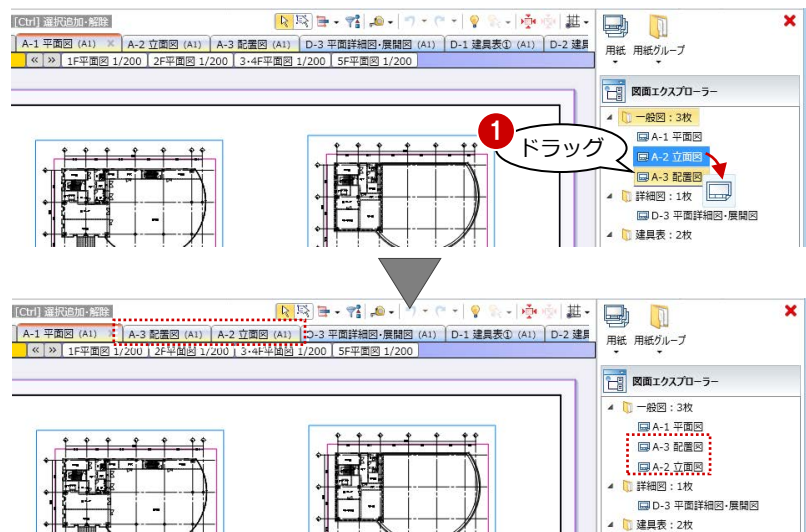 [Ctrl] 選択追加・解除
用紙 用紙グループ
A-1 平面図 (A1) × A-2 立面図 (A1) A-3 配置図 (A1) D-3 平面詳細図・展開図 (A1) D-1 建具表① (A1) D-2 建具
« » 1F平面図 1/200 2F平面図 1/200 3・4F平面図 1/200 5F平面図 1/200
図面エクスプローラー
一般図：3枚
A-1 平面図
A-2 立面図
A-3 配置図
詳細図：1枚
D-3 平面詳細図・展開図
建具表：2枚
1
ドラッグ
[Ctrl] 選択追加・解除
用紙 用紙グループ
A-1 平面図 (A1) × A-3 配置図 (A1) A-2 立面図 (A1) D-3 平面詳細図・展開図 (A1) D-1 建具表① (A1) D-2 建具
« » 1F平面図 1/200 2F平面図 1/200 3・4F平面図 1/200 5F平面図 1/200
図面エクスプローラー
一般図：3枚
A-1 平面図
A-3 配置図
A-2 立面図
詳細図：1枚
D-3 平面詳細図・展開図
建具表：2枚